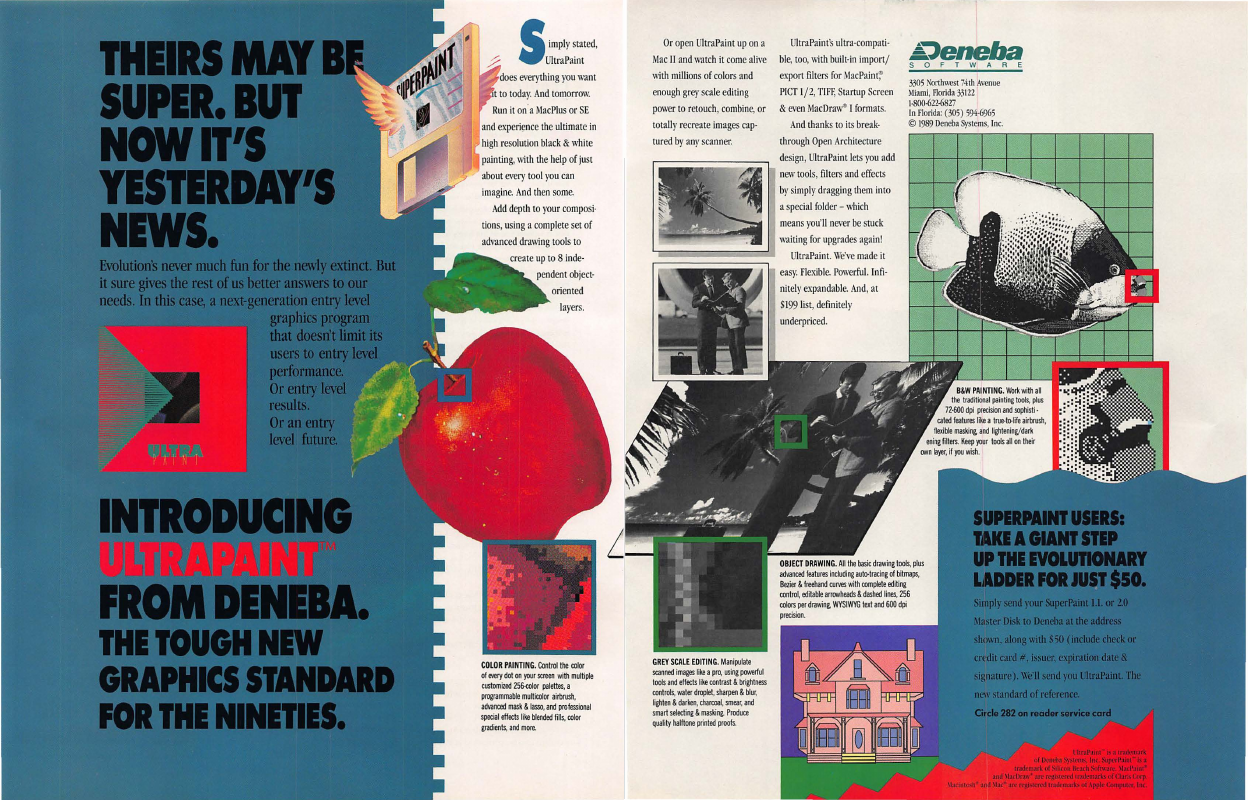 THEIRS MAY BE
SUPER. BUT
NOW IT'S
YESTERDAY'S
NEWS.
Evolution's never much fun for the newly extinct. But
it sure gives the rest of us better answers to our
needs. In this case, a next-generation entry level
graphics program
that doesn't limit its
users to entry level
performance.
Or entry level
results.
Or an entry
level future.
ULTRA
PAINT
INTRODUCING
ULTRAPAINT™
FROM DENEBA.
THE TOUGH NEW
GRAPHICS STANDARD
FOR THE NINETIES.
SUPERPAINT
Simply stated,
UltraPaint
does everything you want
it to today. And tomorrow.
Run it on a MacPlus or SE
and experience the ultimate in
high resolution black & white
painting, with the help of just
about every tool you can
imagine. And then some.
Add depth to your composi-
tions, using a complete set of
advanced drawing tools to
create up to 8 inde-
pendent object-
oriented
layers.
COLOR PAINTING. Control the color
of every dot on your screen with multiple
customized 256-color palettes, a
programmable multicolor airbrush,
advanced mask & lasso, and professional
special effects like blended fills, color
gradients, and more.
Or open UltraPaint up on a
Mac II and watch it come alive
with millions of colors and
enough grey scale editing
power to retouch, combine, or
totally recreate images cap-
tured by any scanner.
GREY SCALE EDITING. Manipulate
scanned images like a pro, using powerful
tools and effects like contrast & brightness
controls, water droplet, sharpen & blur,
lighten & darken, charcoal, smear, and
smart selecting & masking. Produce
quality halftone printed proofs.
UltraPaint's ultra-compati-
ble, too, with built-in import/
export filters for MacPaint,®
PICT 1/2, TIFF, Startup Screen
& even MacDraw® I formats.
And thanks to its break-
through Open Architecture
design, UltraPaint lets you add
new tools, filters and effects
by simply dragging them into
a special folder – which
means you'll never be stuck
waiting for upgrades again!
UltraPaint. We've made it
easy. Flexible. Powerful. Infi-
nitely expandable. And, at
$199 list, definitely
underpriced.
OBJECT DRAWING. All the basic drawing tools, plus
advanced features including auto-tracing of bitmaps,
Bezier & freehand curves with complete editing
control, editable arrowheads & dashed lines, 256
colors per drawing, WYSIWYG text and 600 dpi
precision.
Deneba
SOFTWARE
3305 Northwest 74th Avenue
Miami, Florida 33122
1-800-622-6827
In Florida: (305) 594-6965
© 1989 Deneba Systems, Inc.
B&W PAINTING. Work with all
the traditional painting tools, plus
72-600 dpi precision and sophisti-
cated features like a true-to-life airbrush,
flexible masking, and lightening/dark
ening filters. Keep your tools all on their
own layer, if you wish.
SUPERPAINT USERS:
TAKE A GIANT STEP
UP THE EVOLUTIONARY
LADDER FOR JUST $50.
Simply send your SuperPaint 1.1. or 2.0
Master Disk to Deneba at the address
shown, along with $50 (include check or
credit card #, issuer, expiration date &
signature). We'll send you UltraPaint. The
new standard of reference.
Circle 282 on reader service card
UltraPaint™ is a trademark
of Deneba Systems, Inc. SuperPaint™ is a
trademark of Silicon Beach Software. MacPaint®
and MacDraw® are registered trademarks of Claris Corp.
Macintosh® and Mac® are registered trademarks of Apple Computer, Inc.